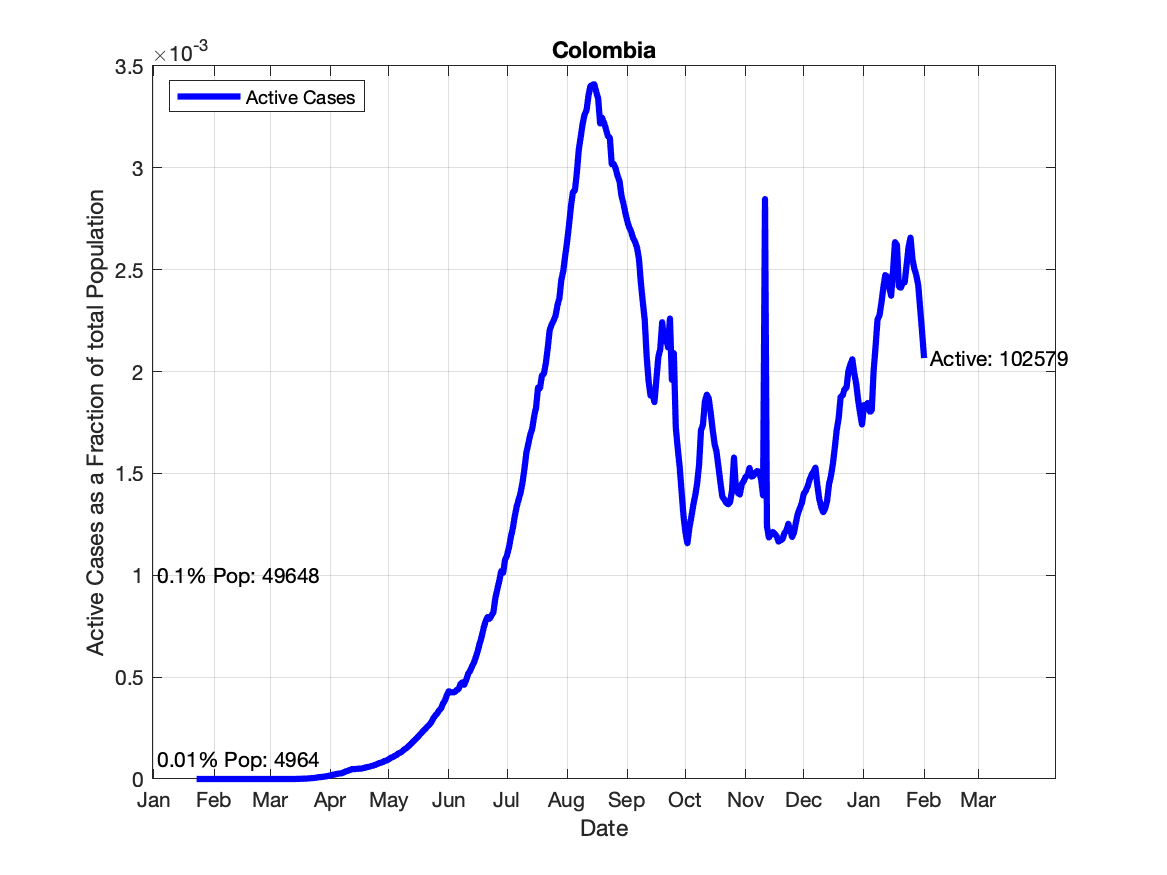 Colombia
×10-3
3.5
3
2.5
2
1.5
1
0.5
0
Active Cases as a Fraction of total Population
Active Cases
Active: 102579
0.1% Pop: 49648
0.01% Pop: 4964
Jan Feb Mar Apr May Jun Jul Aug Sep Oct Nov Dec Jan Feb Mar
Date